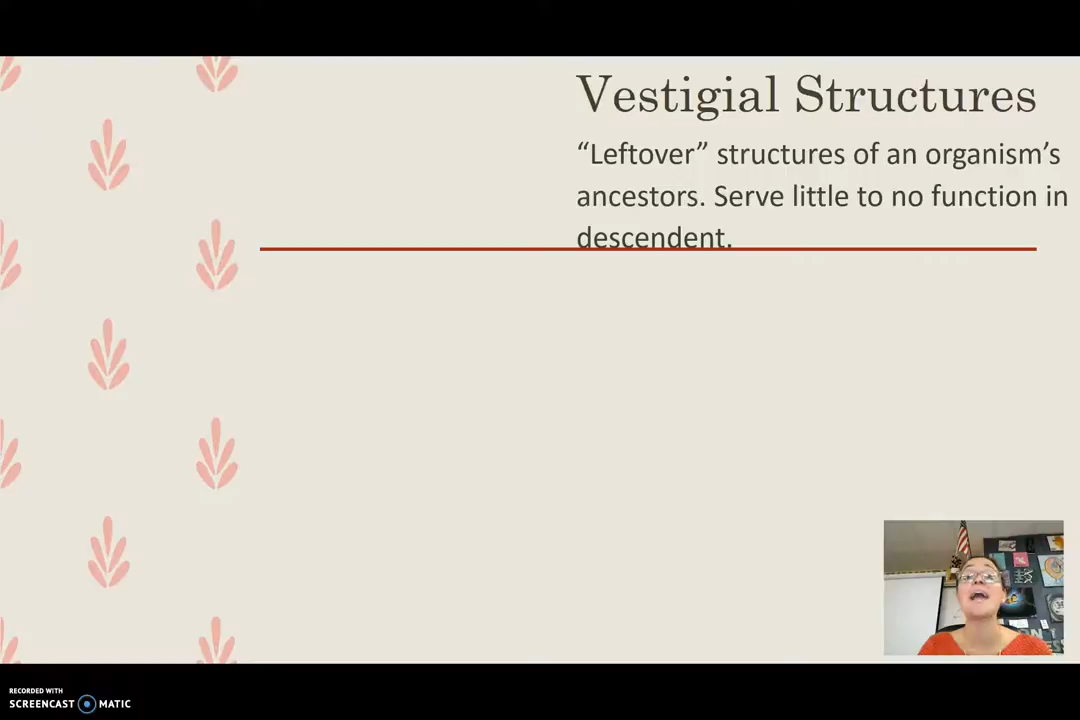 Vestigial Structures
“Leftover” structures of an organism’s
ancestors. Serve little to no function in
descendent.
RECORDED WITH
SCREENCAST MATIC